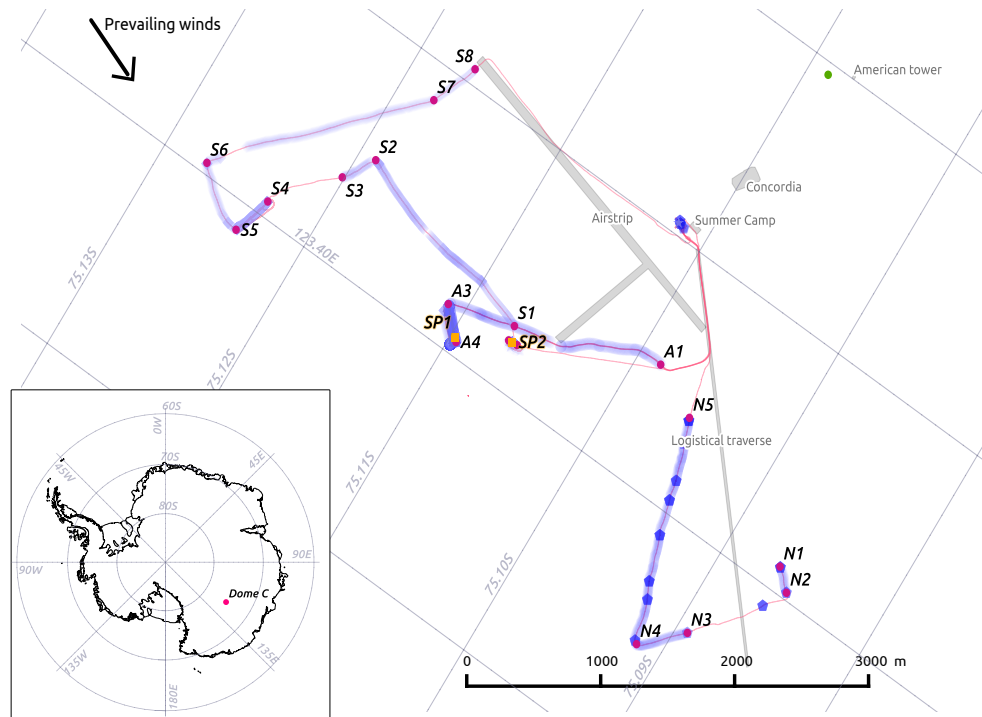 Prevailing winds
S8
American tower
S7
S2
S6
S3
Concordia
S4
Airstrip
Summer Camp
S5
123.40E
75.13S
A3
S1
SP1
A4
SP2
A1
75.12S
N5
Logistical traverse
75.11S
75.10S
N1
N2
N3
N4
75.09S
0
1000
2000
3000 m
60S
0W
45W
45E
70S
80S
90W
90E
Dome C
135W
135E
180E